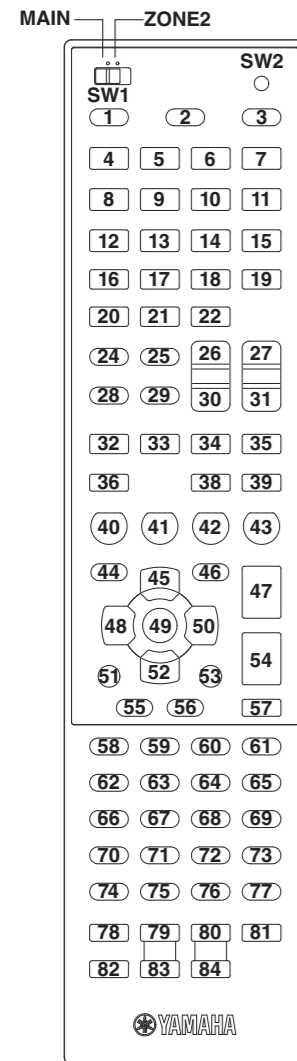 MAIN ZONE2
SW2
SW1
1 2 3
4 5 6 7
8 9 10 11
12 13 14 15
16 17 18 19
20 21 22
24 25 26 27
28 29 30 31
32 33 34 35
36 38 39
40 41 42 43
44 45 46
47
48 49 50
54
51 52 53
55 56 57
58 59 60 61
62 63 64 65
66 67 68 69
70 71 72 73
74 75 76 77
78 79 80 81
82 83 84
YAMAHA